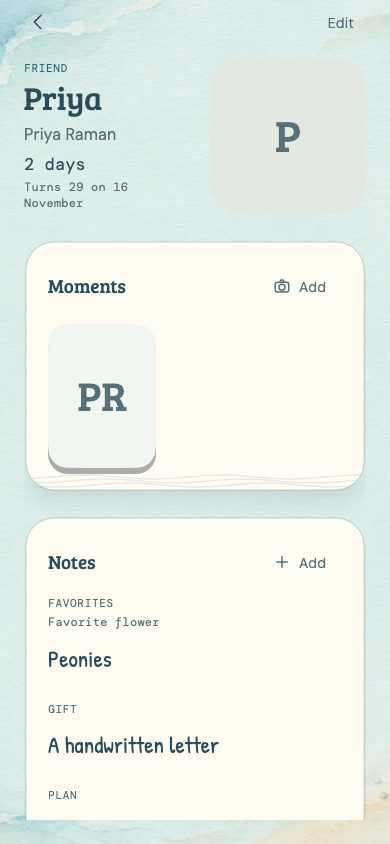 Edit
FRIEND
Priya
Priya Raman
2 days
Turns 29 on 16
November
P
Moments
Add
PR
Notes
Add
FAVORITES
Favorite flower
Peonies
GIFT
A handwritten letter
PLAN